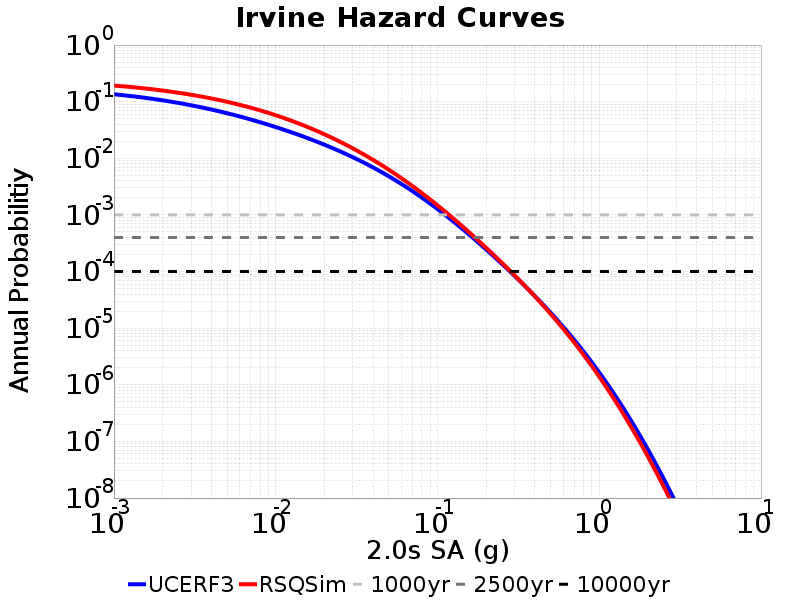 Irvine Hazard Curves
Annual Probabilitiy
10^0
10^-1
10^-2
10^-3
10^-4
10^-5
10^-6
10^-7
10^-8
10^-3 10^-2 10^-1 10^0 10^1
2.0s SA (g)
UCERF3 RSQSim 1000yr 2500yr 10000yr